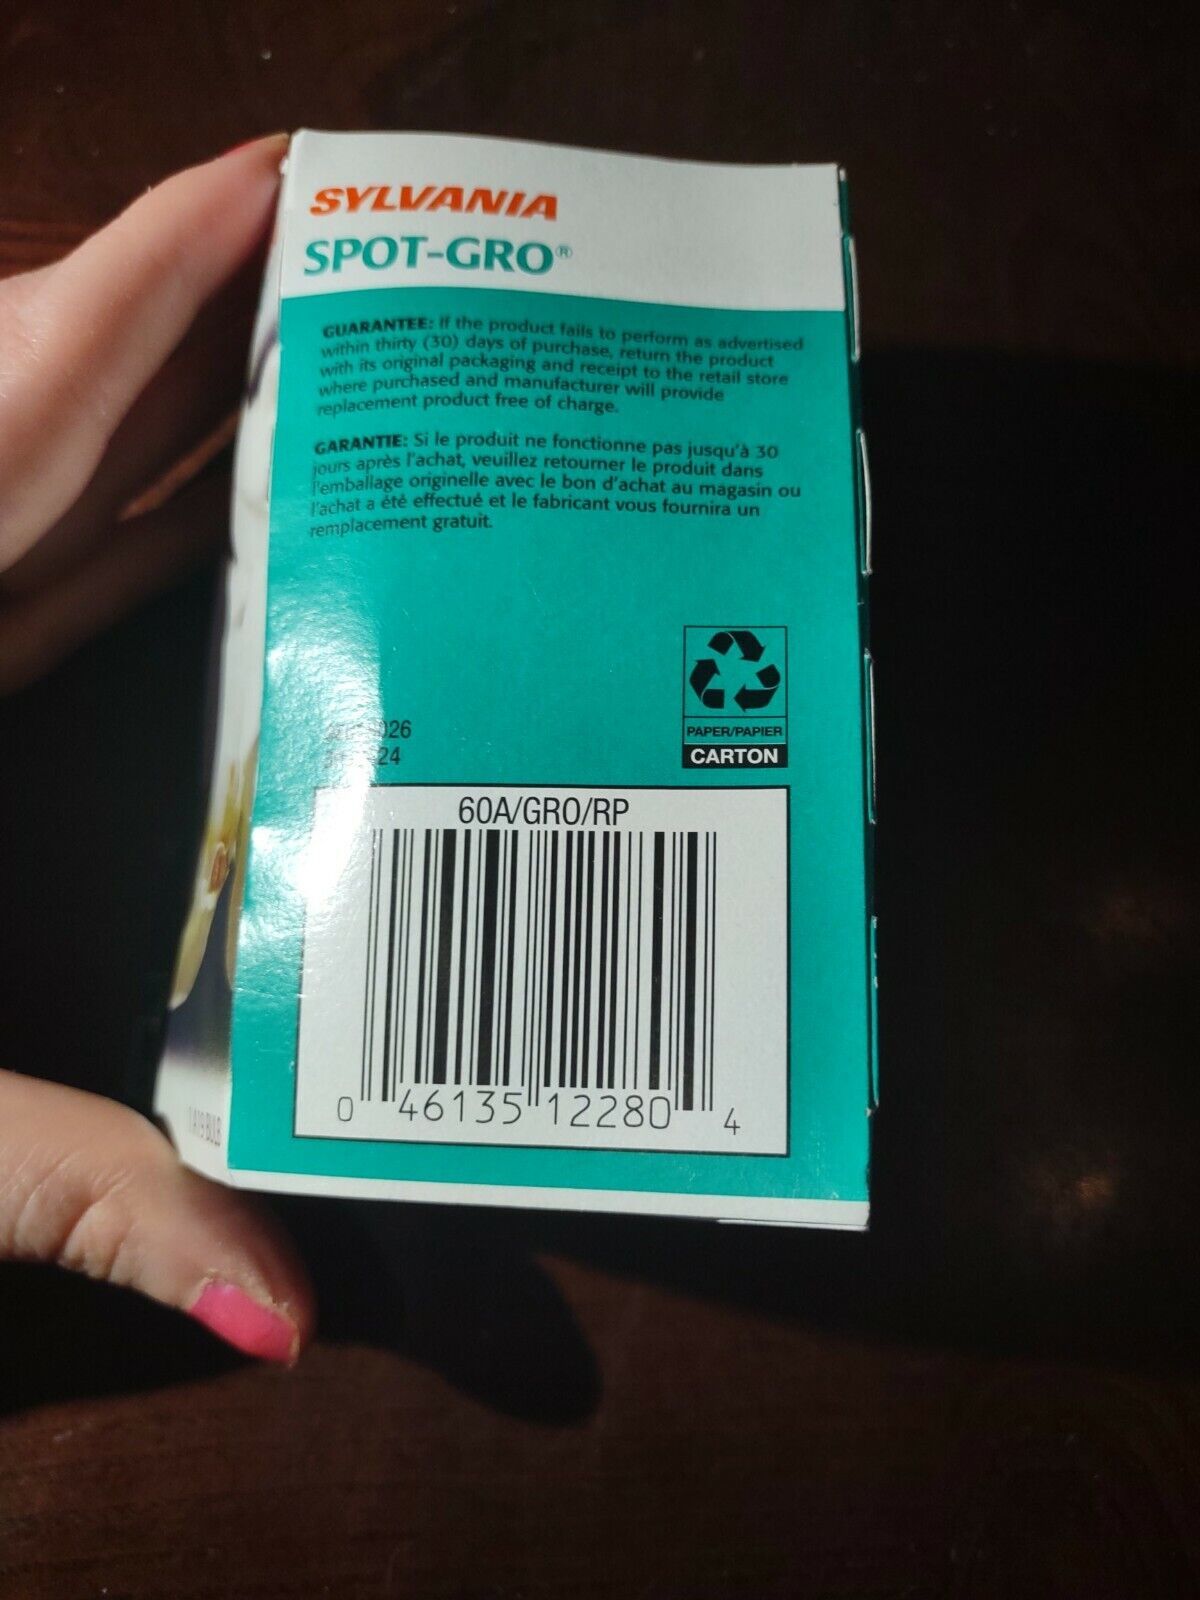 SYLVANIA
SPOT-GRO®
GUARANTEE: If the product fails to perform as advertised
within thirty (30) days of purchase, return the product
with its original packaging and receipt to the retail store
where purchased and manufacturer will provide
replacement product free of charge.
GARANTIE: Si le produit ne fonctionne pas jusqu'à 30
jours après l'achat, veuillez retourner le produit dans
l'emballage originelle avec le bon d'achat au magasin ou
l'achat a été effectué et le fabricant vous fournira un
remplacement gratuit.
PAPER/PAPIER
CARTON
60A/GRO/RP
0 46135 12280 4
1 A19 BULB